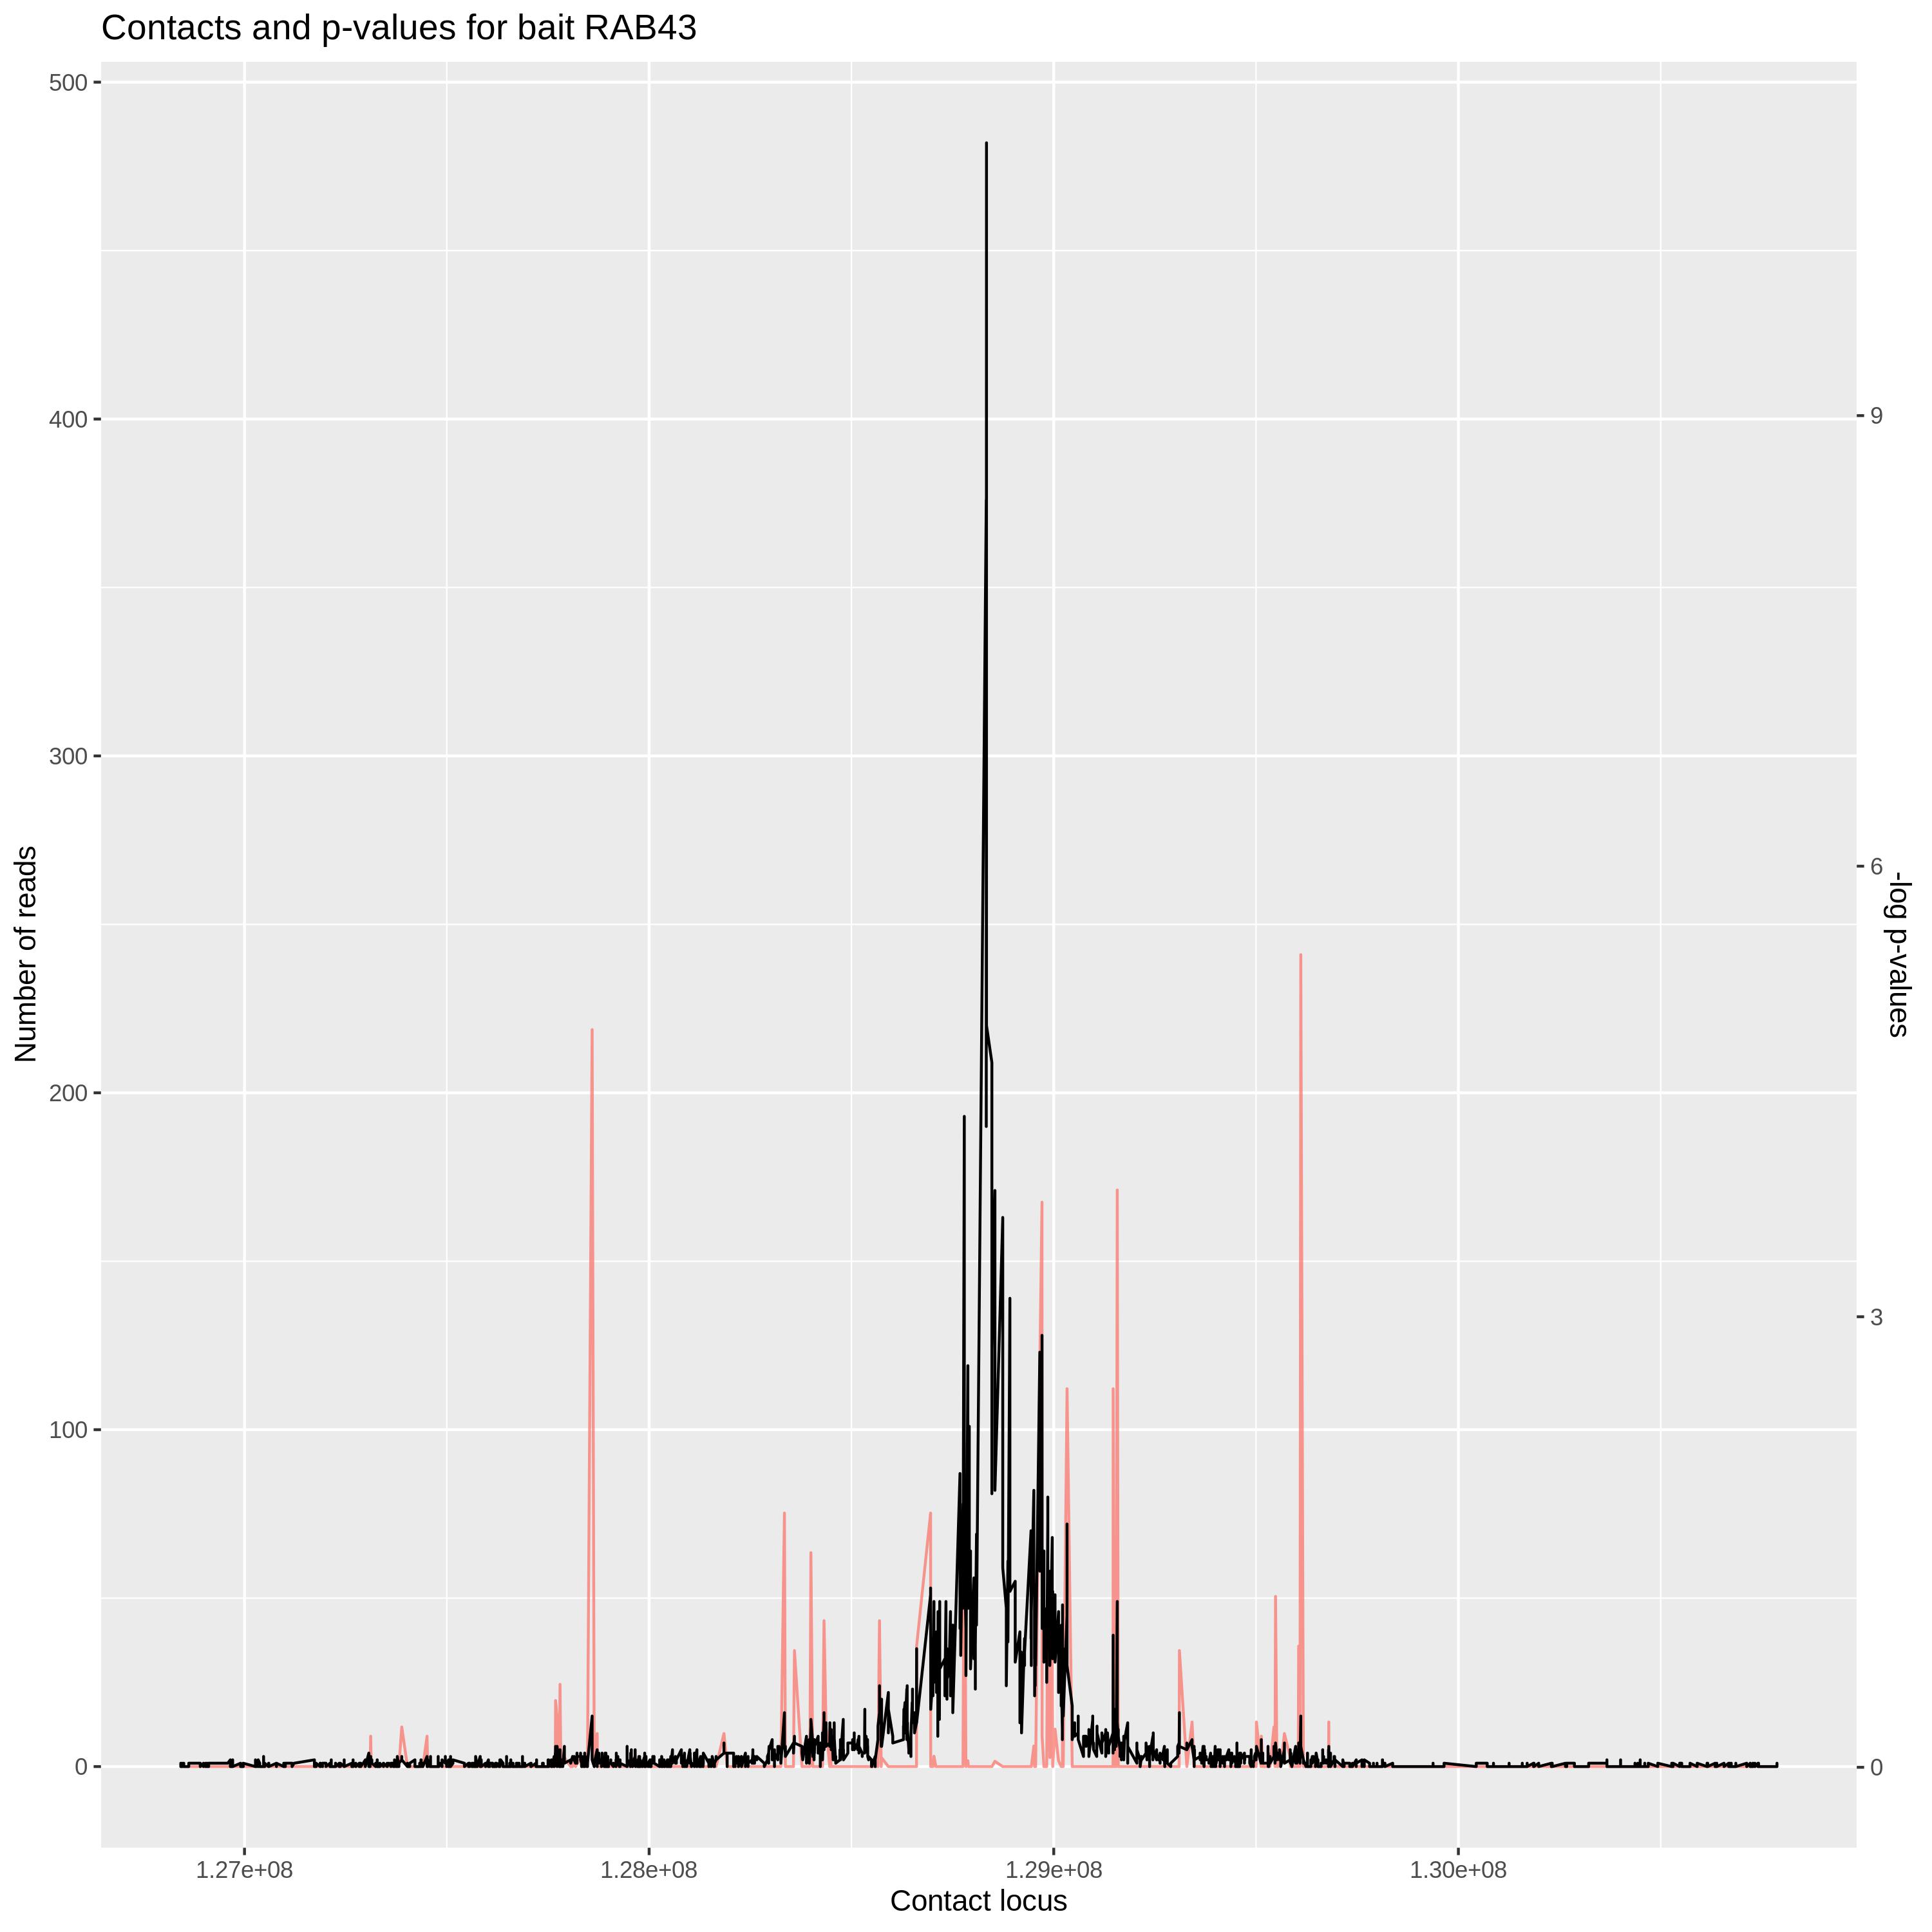 Contacts and p-values for bait RAB43
500
400
300
200
100
0
Number of reads
9
6
3
0
-log p-values
1.27e+08
1.28e+08
1.29e+08
1.30e+08
Contact locus